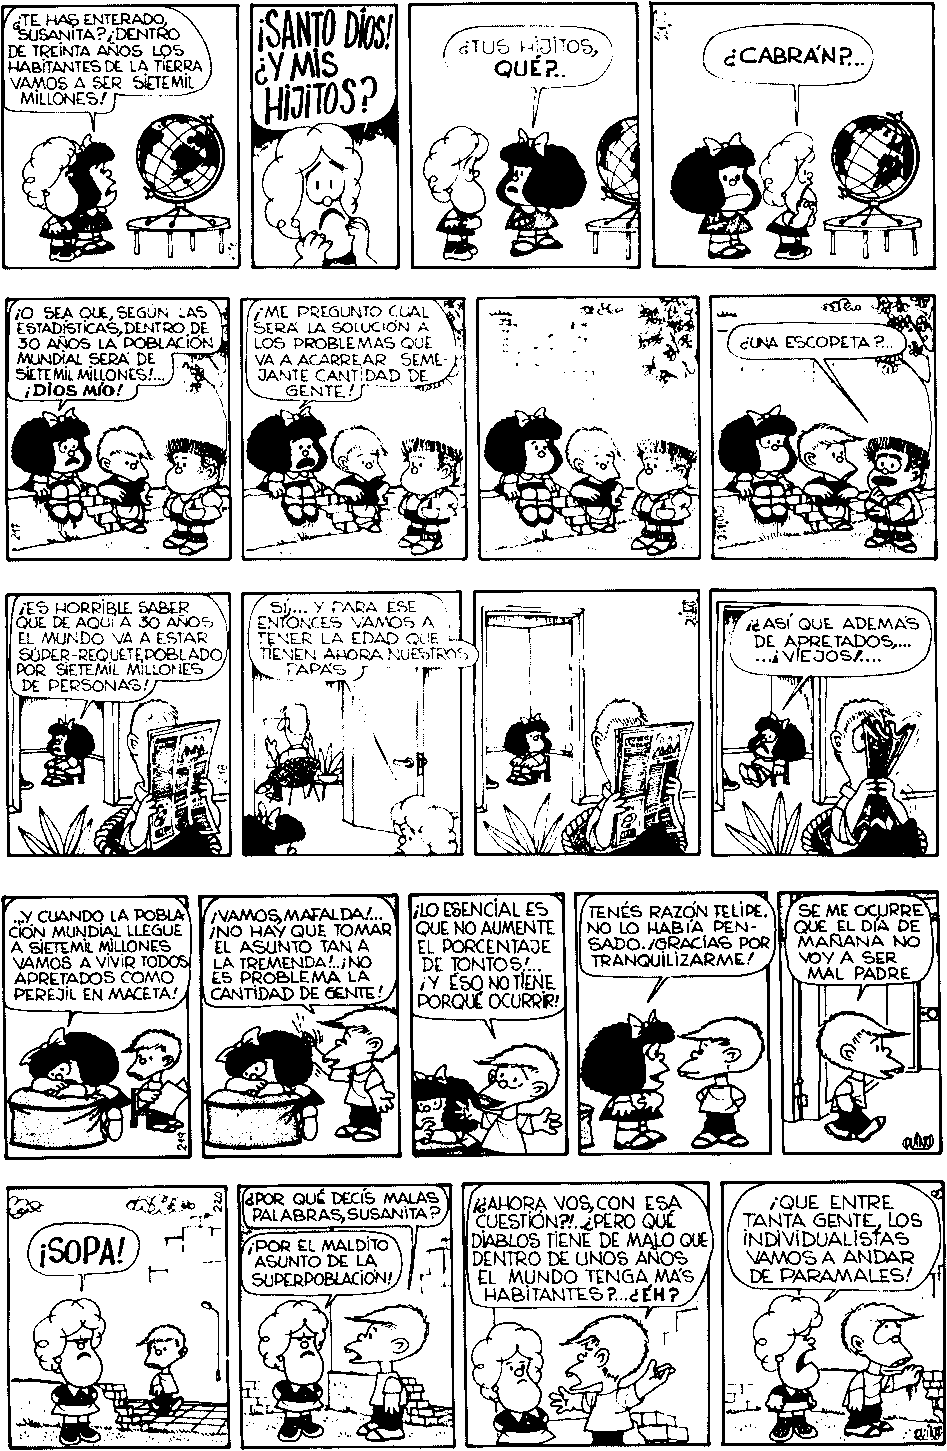 ¿TE HAS ENTERADO,
SUSANITA? ¡DENTRO
DE TREINTA AÑOS LOS
HABITANTES DE LA TIERRA
VAMOS A SER SIETEMIL
MILLONES!
¡SANTO DIOS!
¿Y MIS
HIJITOS?
¿TUS HIJITOS,
QUÉ?..
¿CABRÁN?...
¡O SEA QUE, SEGÚN LAS
ESTADÍSTICAS, DENTRO DE
30 AÑOS LA POBLACIÓN
MUNDIAL SERÁ DE
SIETEMIL MILLONES!...
¡DIOS MÍO!
¡ME PREGUNTO CUAL
SERA LA SOLUCIÓN A
LOS PROBLEMAS QUE
VA A ACARREAR SEME-
JANTE CANTIDAD DE
GENTE!
¿UNA ESCOPETA?...
217
¡ES HORRIBLE SABER
QUE DE AQUÍ A 30 AÑOS
EL MUNDO VA A ESTAR
SÚPER-REQUETEPOBLADO
POR SIETEMIL MILLONES
DE PERSONAS!
SÍ,... Y PARA ESE
ENTONCES VAMOS A
TENER LA EDAD QUE
TIENEN AHORA NUESTROS
PAPÁS
¡¿ASÍ QUE ADEMÁS
DE APRETADOS,...
...¡VIEJOS!....
218
...Y CUANDO LA POBLA-
CIÓN MUNDIAL LLEGUE
A SIETEMIL MILLONES
VAMOS A VIVIR TODOS
APRETADOS COMO
PEREJIL EN MACETA!
¡VAMOS, MAFALDA!...
¡NO HAY QUE TOMAR
EL ASUNTO TAN A
LA TREMENDA!..¡NO
ES PROBLEMA LA
CANTIDAD DE GENTE!
¡LO ESENCIAL ES
QUE NO AUMENTE
EL PORCENTAJE
DE TONTOS!...
¡Y ESO NO TIENE
PORQUÉ OCURRIR!
TENÉS RAZÓN FELIPE.
NO LO HABÍA PEN-
SADO. ¡GRACIAS POR
TRANQUILIZARME!
SE ME OCURRE
QUE EL DÍA DE
MAÑANA NO
VOY A SER
MAL PADRE
219
QUINO
¡SOPA!
220
¿POR QUÉ DECÍS MALAS
PALABRAS, SUSANITA?
¡POR EL MALDITO
ASUNTO DE LA
SUPERPOBLACIÓN!
¡¿AHORA VOS, CON ESA
CUESTIÓN?!..¿PERO QUÉ
DIABLOS TIENE DE MALO QUE
DENTRO DE UNOS AÑOS
EL MUNDO TENGA MÁS
HABITANTES?...¿EH?
¡QUE ENTRE
TANTA GENTE, LOS
INDIVIDUALISTAS
VAMOS A ANDAR
DE PARAMALES!
QUINO